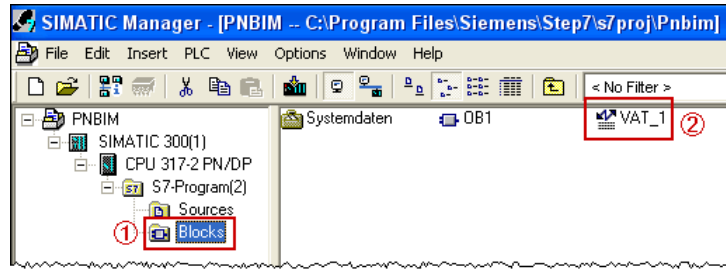 SIMATIC Manager - [PNBIM -- C:\Program Files\Siemens\Step7\s7proj\Pnbim]
File Edit Insert PLC View Options Window Help
< No Filter >
PNBIM
SIMATIC 300(1)
CPU 317-2 PN/DP
S7-Program(2)
Sources
① Blocks
Systemdaten OB1 VAT_1 ②